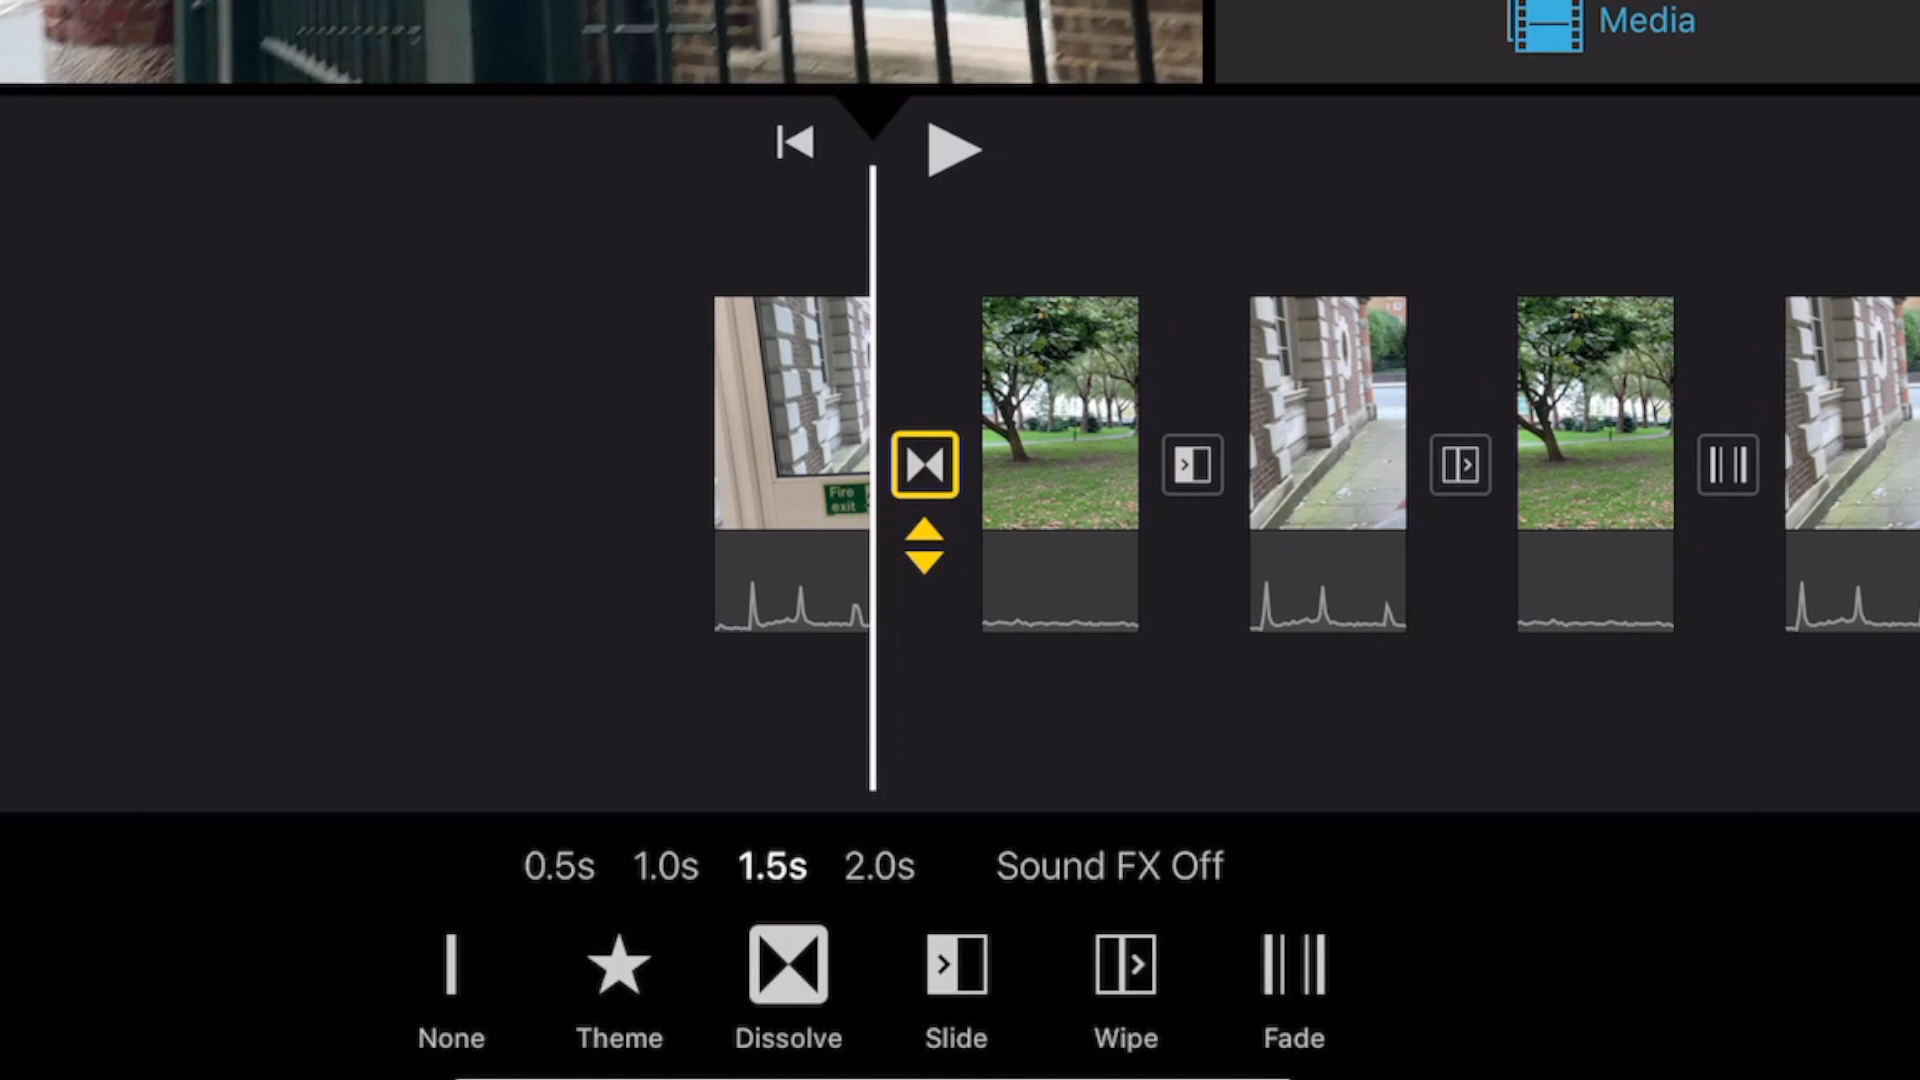 Media
Fire
exit
0.5s 1.0s 1.5s 2.0s Sound FX Off
None Theme Dissolve Slide Wipe Fade